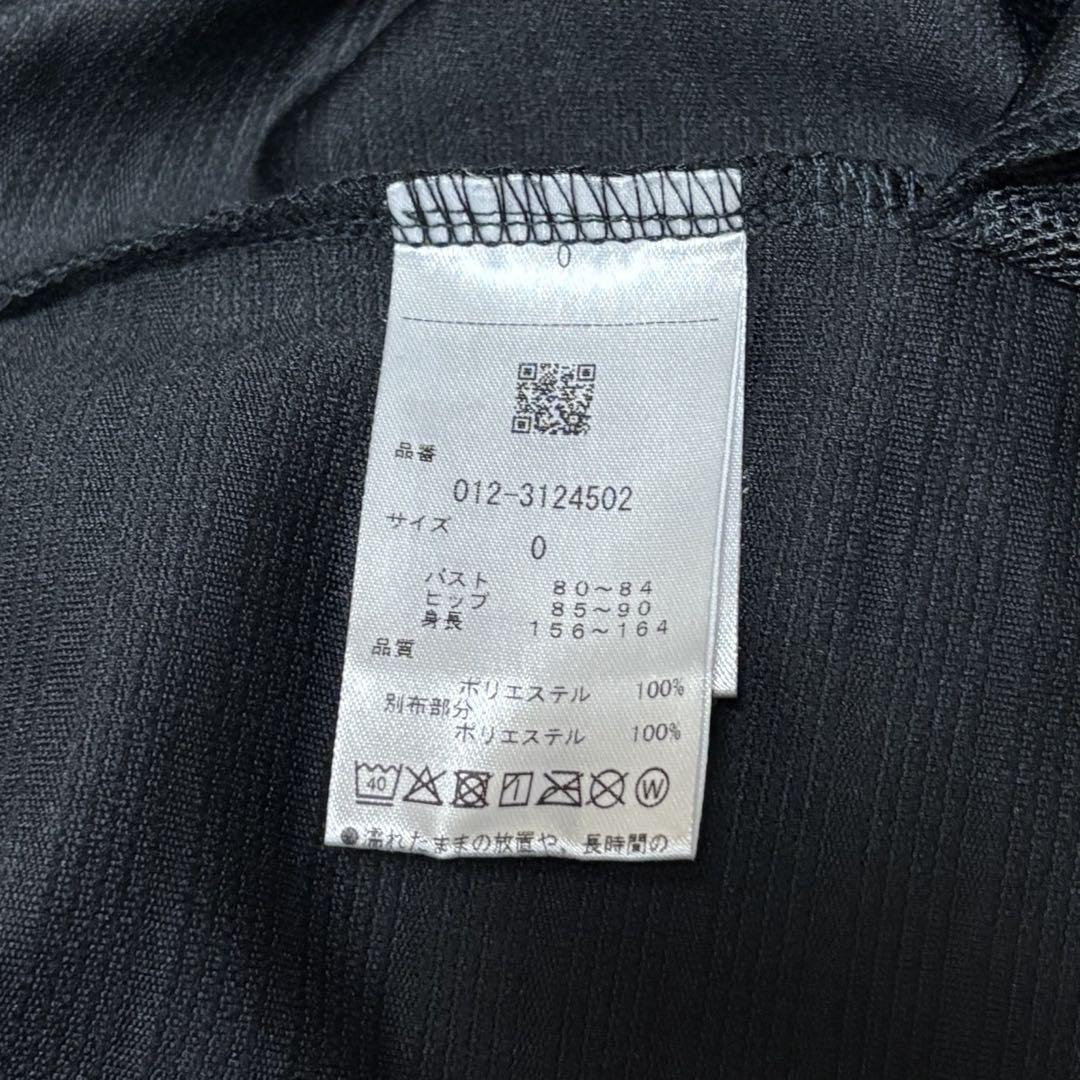 0
品番
012-3124502
サイズ
0
バスト 80～84
ヒップ 85～90
身長 156～164
品質
ポリエステル 100%
別布部分
ポリエステル 100%
40
W
●濡れたままの放置や、長時間の